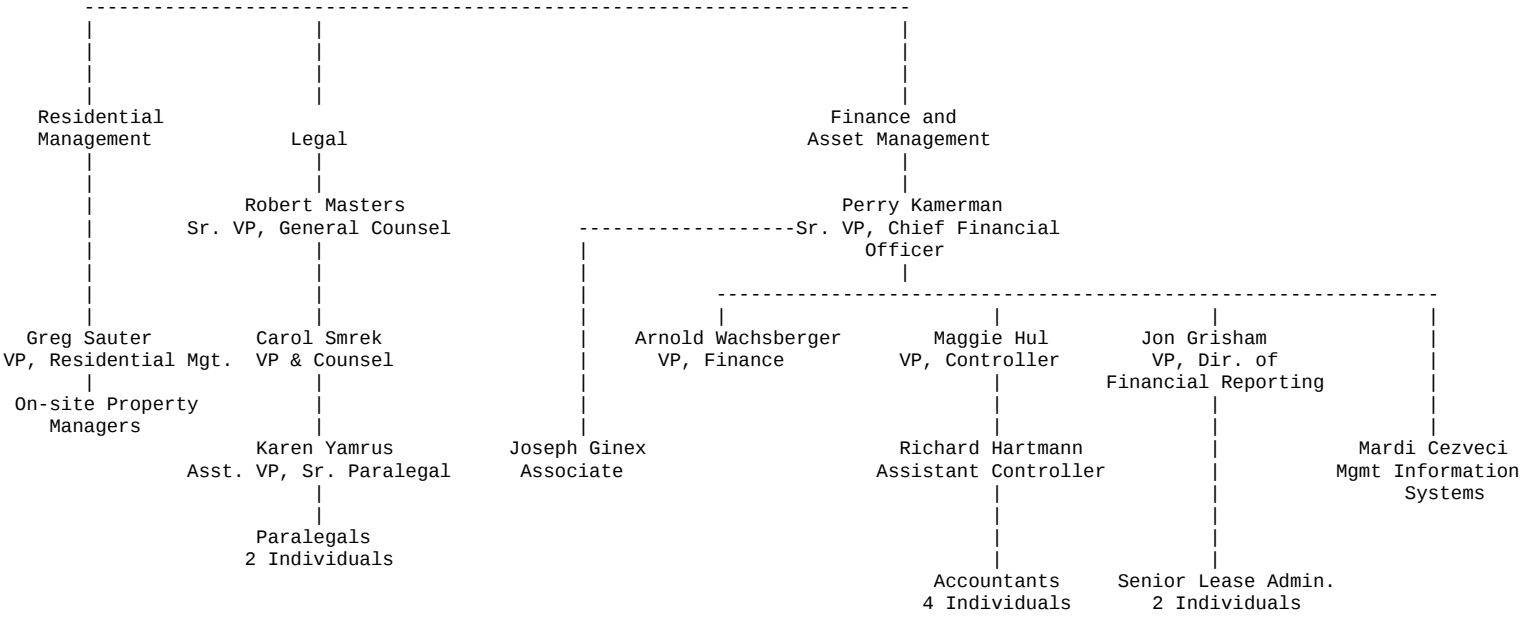 Residential Finance and
Management Legal Asset Management
Robert Masters Perry Kamerman
Sr. VP, General Counsel Sr. VP, Chief Financial
Officer
Greg Sauter Carol Smrek Arnold Wachsberger Maggie Hul Jon Grisham
VP, Residential Mgt. VP & Counsel VP, Finance VP, Controller VP, Dir. of
Financial Reporting
On-site Property
Managers
Karen Yamrus Joseph Ginex Richard Hartmann Mardi Cezveci
Asst. VP, Sr. Paralegal Associate Assistant Controller Mgmt Information
Systems
Paralegals
2 Individuals
Accountants Senior Lease Admin.
4 Individuals 2 Individuals